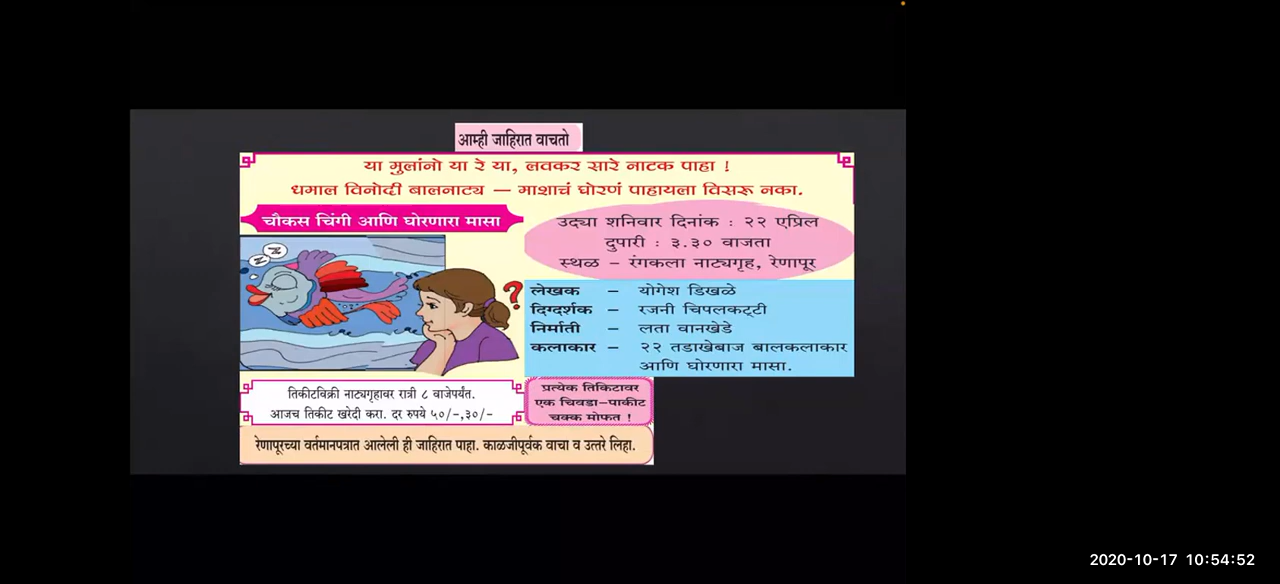 आम्ही जाहिरात वाचतो
या मुलांनो या रे या, लवकर सारे नाटक पाहा !
धमाल विनोदी बालनाट्य – माशाचं घोरणं पाहायला विसरू नका.
चौकस चिंगी आणि घोरणारा मासा
उद्या शनिवार दिनांक : २२ एप्रिल
दुपारी : ३.३० वाजता
स्थळ – रंगकला नाट्यगृह, रेणापूर
Z Z
?
लेखक – योगेश डिखळे
दिग्दर्शक – रजनी चिपलकट्टी
निर्माती – लता वानखेडे
कलाकार – २२ तडाखेबाज बालकलाकार
आणि घोरणारा मासा.
तिकीटविक्री नाट्यगृहावर रात्री ८ वाजेपर्यंत.
आजच तिकीट खरेदी करा. दर रुपये ५०/-,३०/-
प्रत्येक तिकिटावर
एक चिवडा-पाकीट
चक्क मोफत !
रेणापूरच्या वर्तमानपत्रात आलेली ही जाहिरात पाहा. काळजीपूर्वक वाचा व उत्तरे लिहा.
2020-10-17 10:54:52